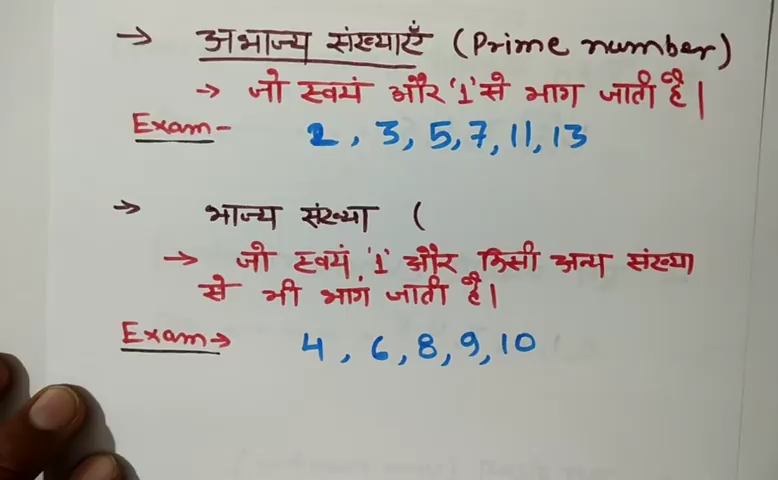 → अभाज्य संख्याएँ (Prime number)
→ जो स्वयं और '1' से भाग जाती है।
Exam- 2, 3, 5, 7, 11, 13
→ भाज्य संख्या (
→ जो स्वयं '1' और किसी अन्य संख्या
से भी भाग जाती है।
Exam→ 4, 6, 8, 9, 10